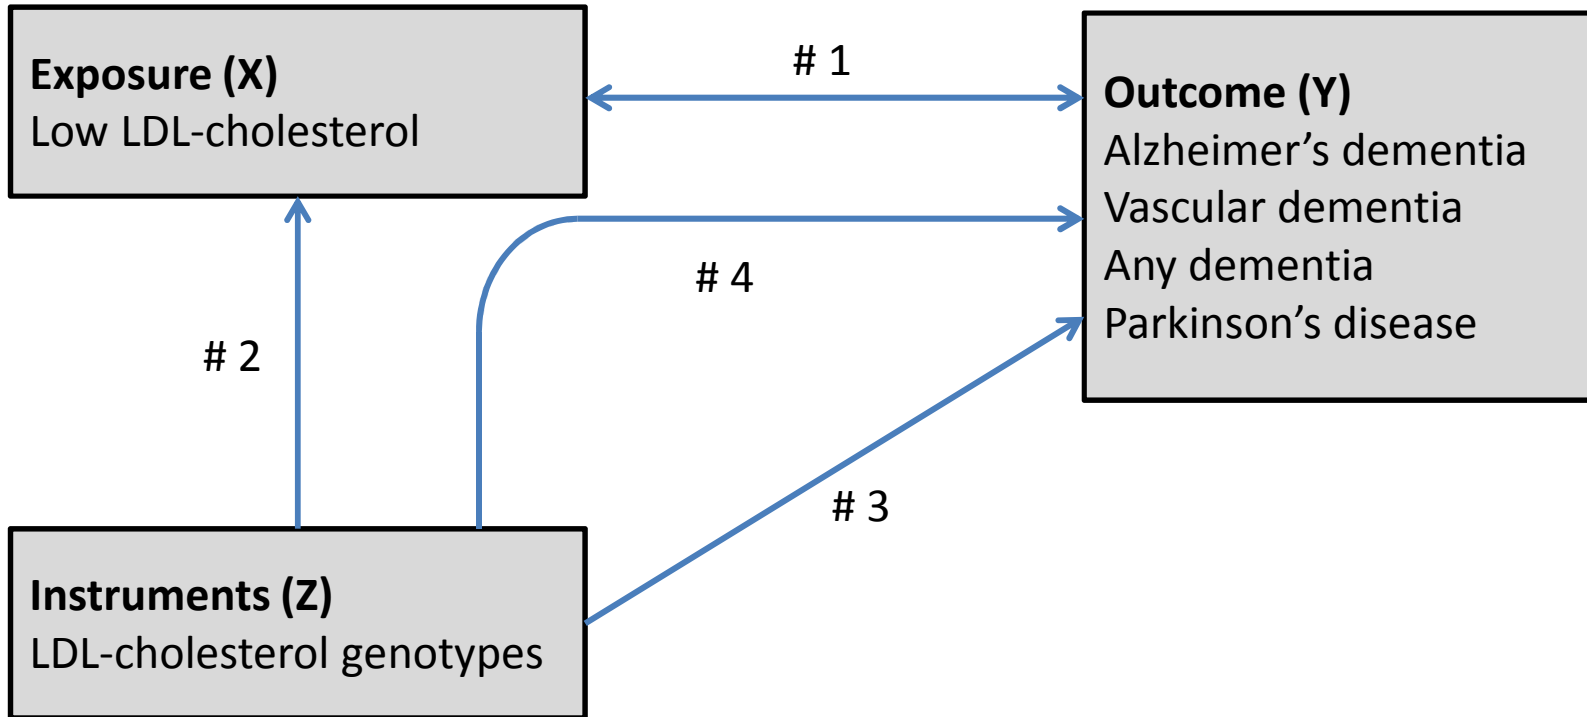 Exposure (X)
Low LDL-cholesterol
# 1
Outcome (Y)
Alzheimer’s dementia
Vascular dementia
Any dementia
Parkinson’s disease
# 4
# 2
# 3
Instruments (Z)
LDL-cholesterol genotypes